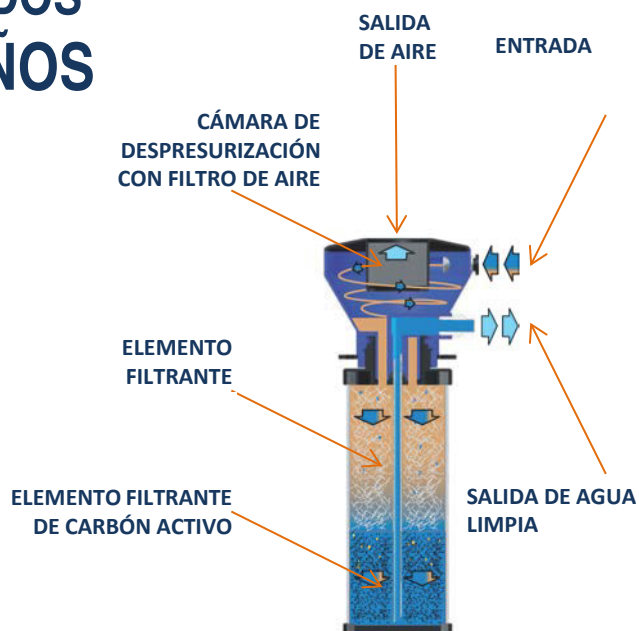 ÑOS
SALIDA
DE AIRE
ENTRADA
CÁMARA DE
DESPRESURIZACIÓN
CON FILTRO DE AIRE
ELEMENTO
FILTRANTE
ELEMENTO FILTRANTE
DE CARBÓN ACTIVO
SALIDA DE AGUA
LIMPIA